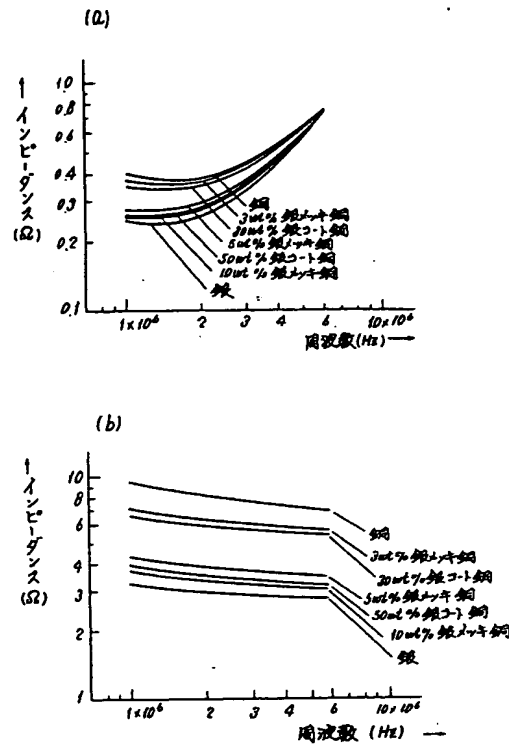 (a)
↑
インピーダンス
(Ω)
1.0
0.8
0.6
0.4
0.3
0.2
0.1
銅
3wt% 銀メッキ銅
30wt% 銀コート銅
5wt% 銀メッキ銅
50wt% 銀コート銅
10wt% 銀メッキ銅
銀
1×10⁶ 2 3 4 6 10×10⁶
周波数(Hz) →
(b)
↑
インピーダンス
(Ω)
10
8
6
4
3
2
1
銅
3wt% 銀メッキ銅
30wt% 銀コート銅
5wt% 銀メッキ銅
50wt% 銀コート銅
10wt% 銀メッキ銅
銀
1×10⁶ 2 3 4 6 10×10⁶
周波数 (Hz) →